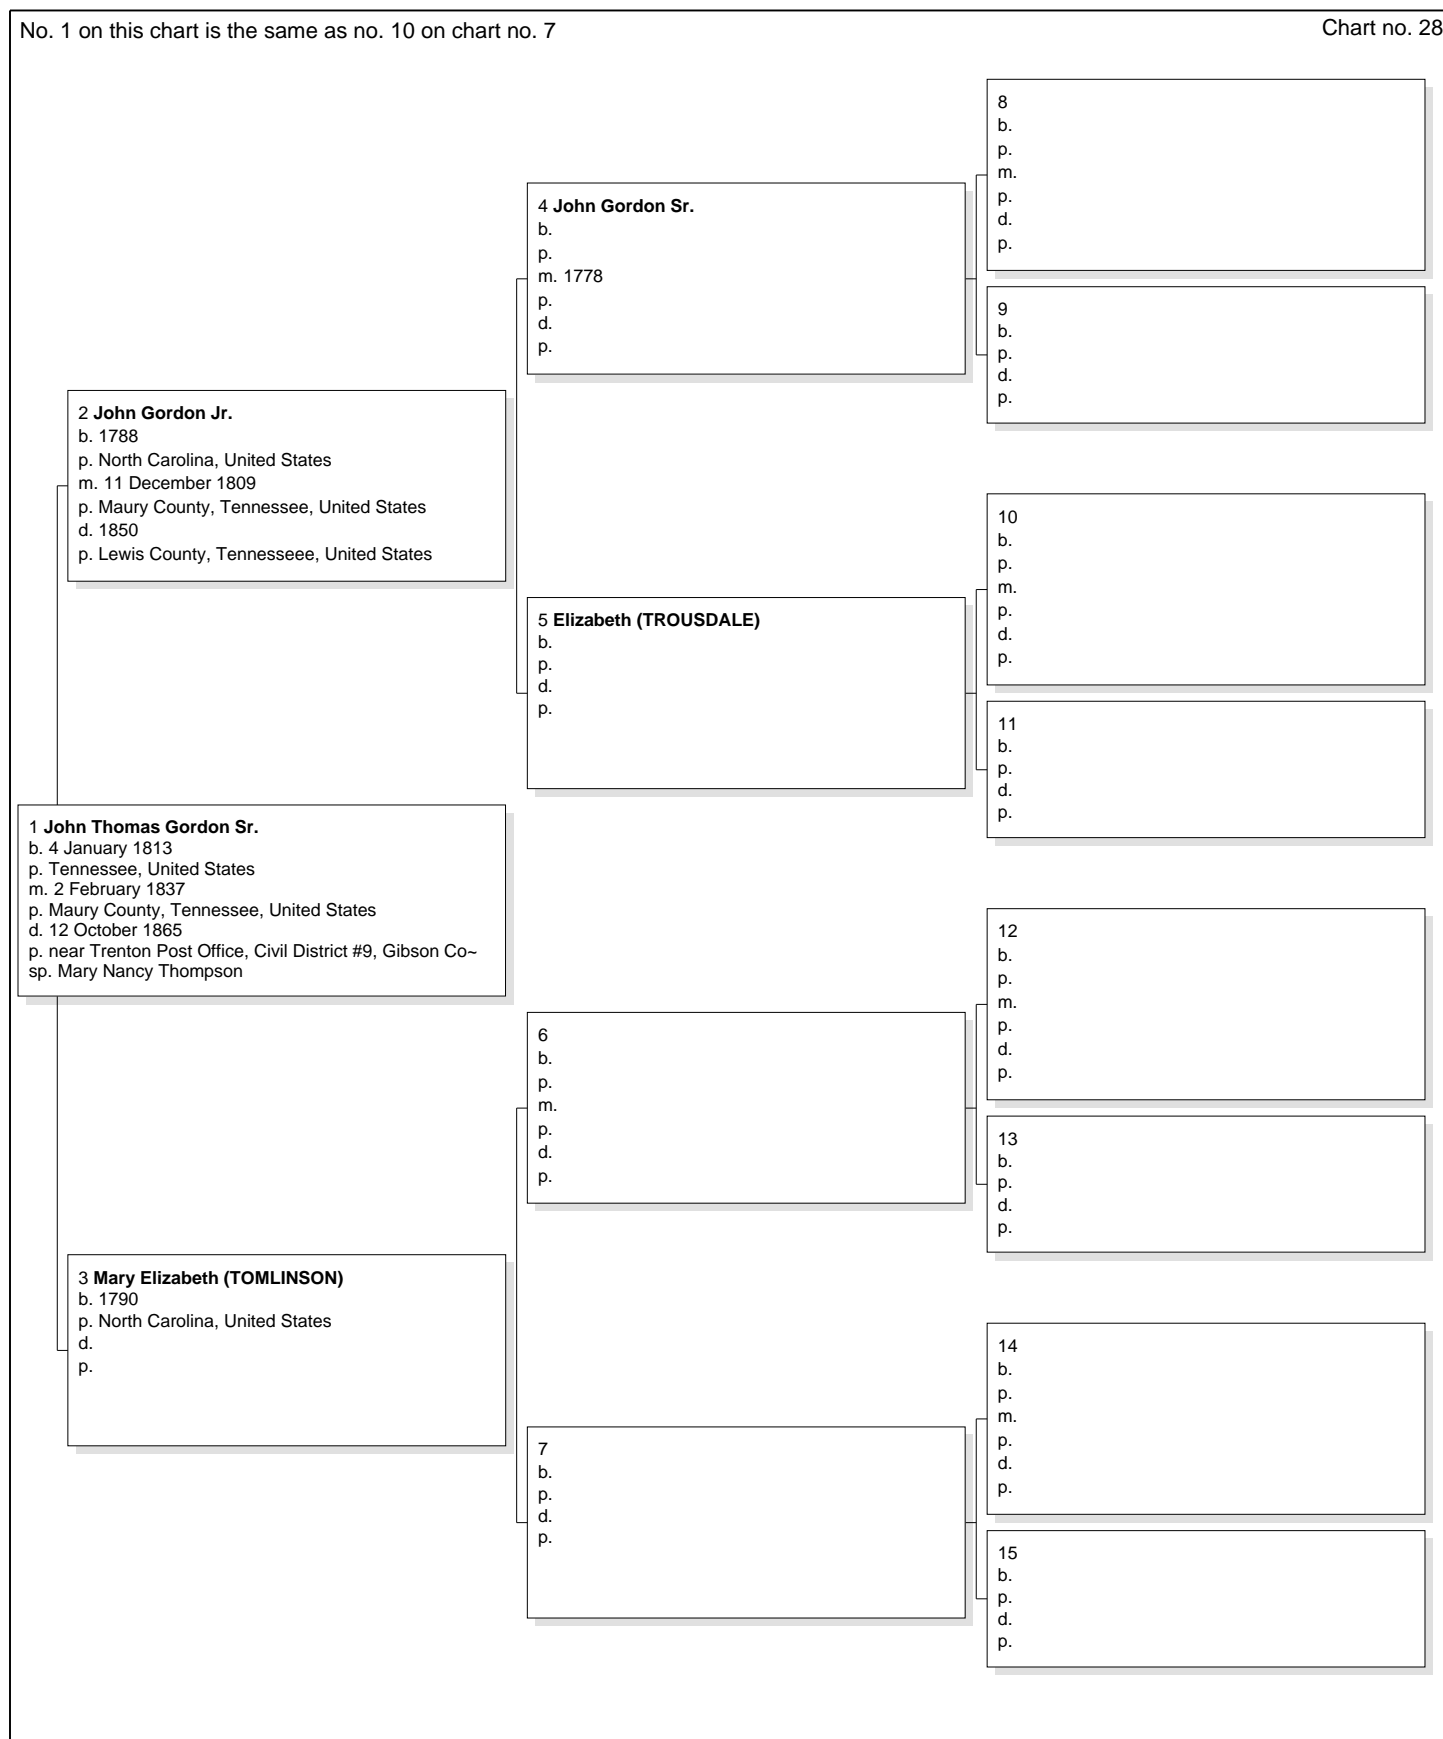 No. 1 on this chart is the same as no. 10 on chart no. 7
Chart no. 28
8
b.
p.
m.
p.
d.
p.
4 John Gordon Sr.
b.
p.
m. 1778
p.
d.
p.
9
b.
p.
d.
p.
2 John Gordon Jr.
b. 1788
p. North Carolina, United States
m. 11 December 1809
p. Maury County, Tennessee, United States
d. 1850
p. Lewis County, Tennesseee, United States
10
b.
p.
m.
p.
d.
p.
5 Elizabeth (TROUSDALE)
b.
p.
d.
p.
11
b.
p.
d.
p.
1 John Thomas Gordon Sr.
b. 4 January 1813
p. Tennessee, United States
m. 2 February 1837
p. Maury County, Tennessee, United States
d. 12 October 1865
p. near Trenton Post Office, Civil District #9, Gibson Co~
sp. Mary Nancy Thompson
12
b.
p.
m.
p.
d.
p.
6
b.
p.
m.
p.
d.
p.
13
b.
p.
d.
p.
3 Mary Elizabeth (TOMLINSON)
b. 1790
p. North Carolina, United States
d.
p.
14
b.
p.
m.
p.
d.
p.
7
b.
p.
d.
p.
15
b.
p.
d.
p.